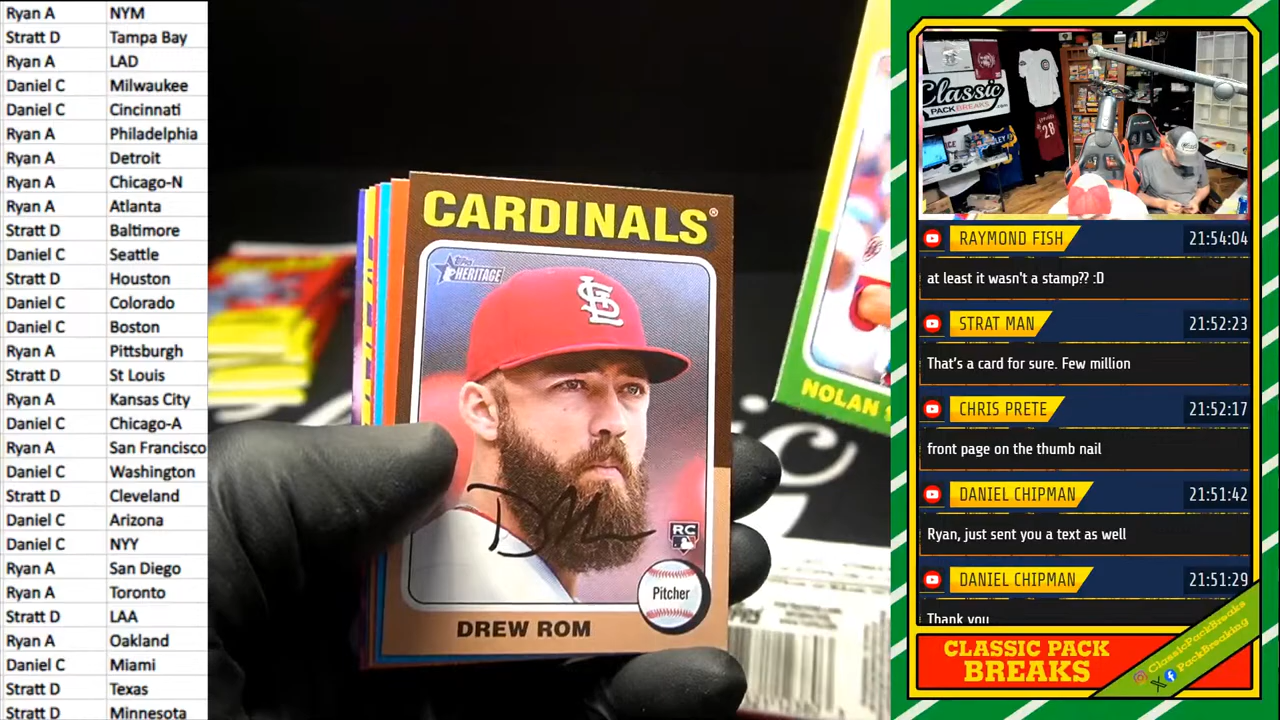 Ryan A NYM
Stratt D Tampa Bay
Ryan A LAD
Daniel C Milwaukee
Daniel C Cincinnati
Ryan A Philadelphia
Ryan A Detroit
Ryan A Chicago-N
Ryan A Atlanta
Stratt D Baltimore
Daniel C Seattle
Stratt D Houston
Daniel C Colorado
Daniel C Boston
Ryan A Pittsburgh
Stratt D St Louis
Ryan A Kansas City
Daniel C Chicago-A
Ryan A San Francisco
Daniel C Washington
Stratt D Cleveland
Daniel C Arizona
Daniel C NYY
Ryan A San Diego
Ryan A Toronto
Stratt D LAA
Ryan A Oakland
Daniel C Miami
Stratt D Texas
Stratt D Minnesota
CARDINALS®
Topps
HERITAGE
RC
Pitcher
DREW ROM
NOLAN
Classic
PACK BREAKS
28
RAYMOND FISH 21:54:04
at least it wasn't a stamp?? :D
STRAT MAN 21:52:23
That's a card for sure. Few million
CHRIS PRETE 21:52:17
front page on the thumb nail
DANIEL CHIPMAN 21:51:42
Ryan, just sent you a text as well
DANIEL CHIPMAN 21:51:29
Thank you
CLASSIC PACK
BREAKS
ClassicPackBreaks
PackBreaking